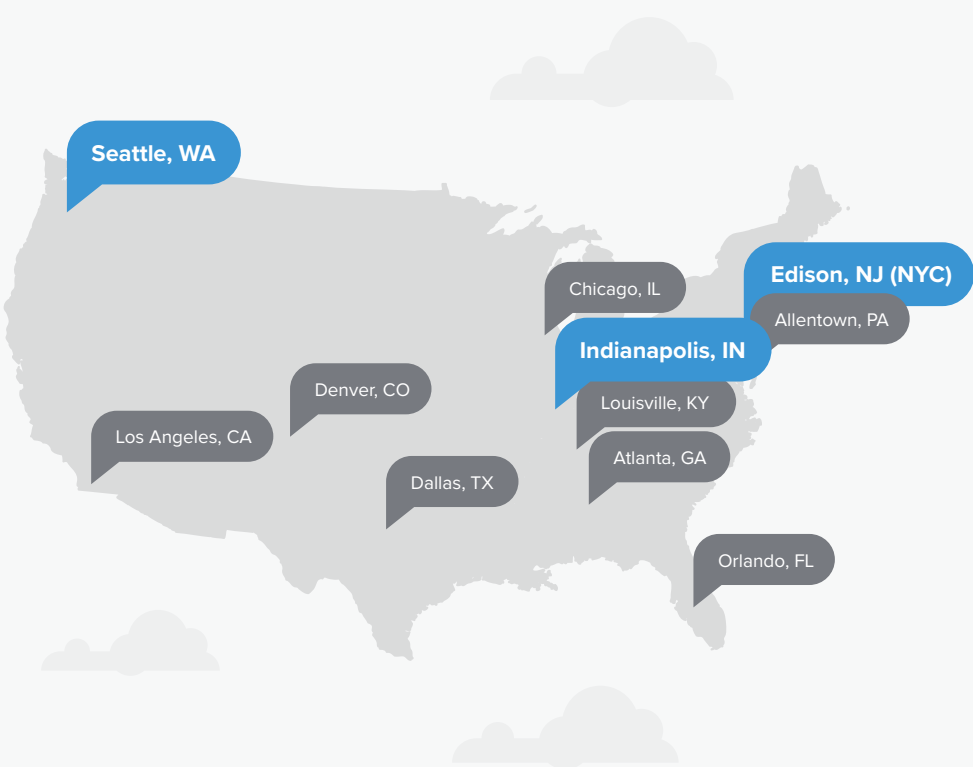 Seattle, WA
Edison, NJ (NYC)
Chicago, IL
Allentown, PA
Indianapolis, IN
Denver, CO
Louisville, KY
Los Angeles, CA
Atlanta, GA
Dallas, TX
Orlando, FL